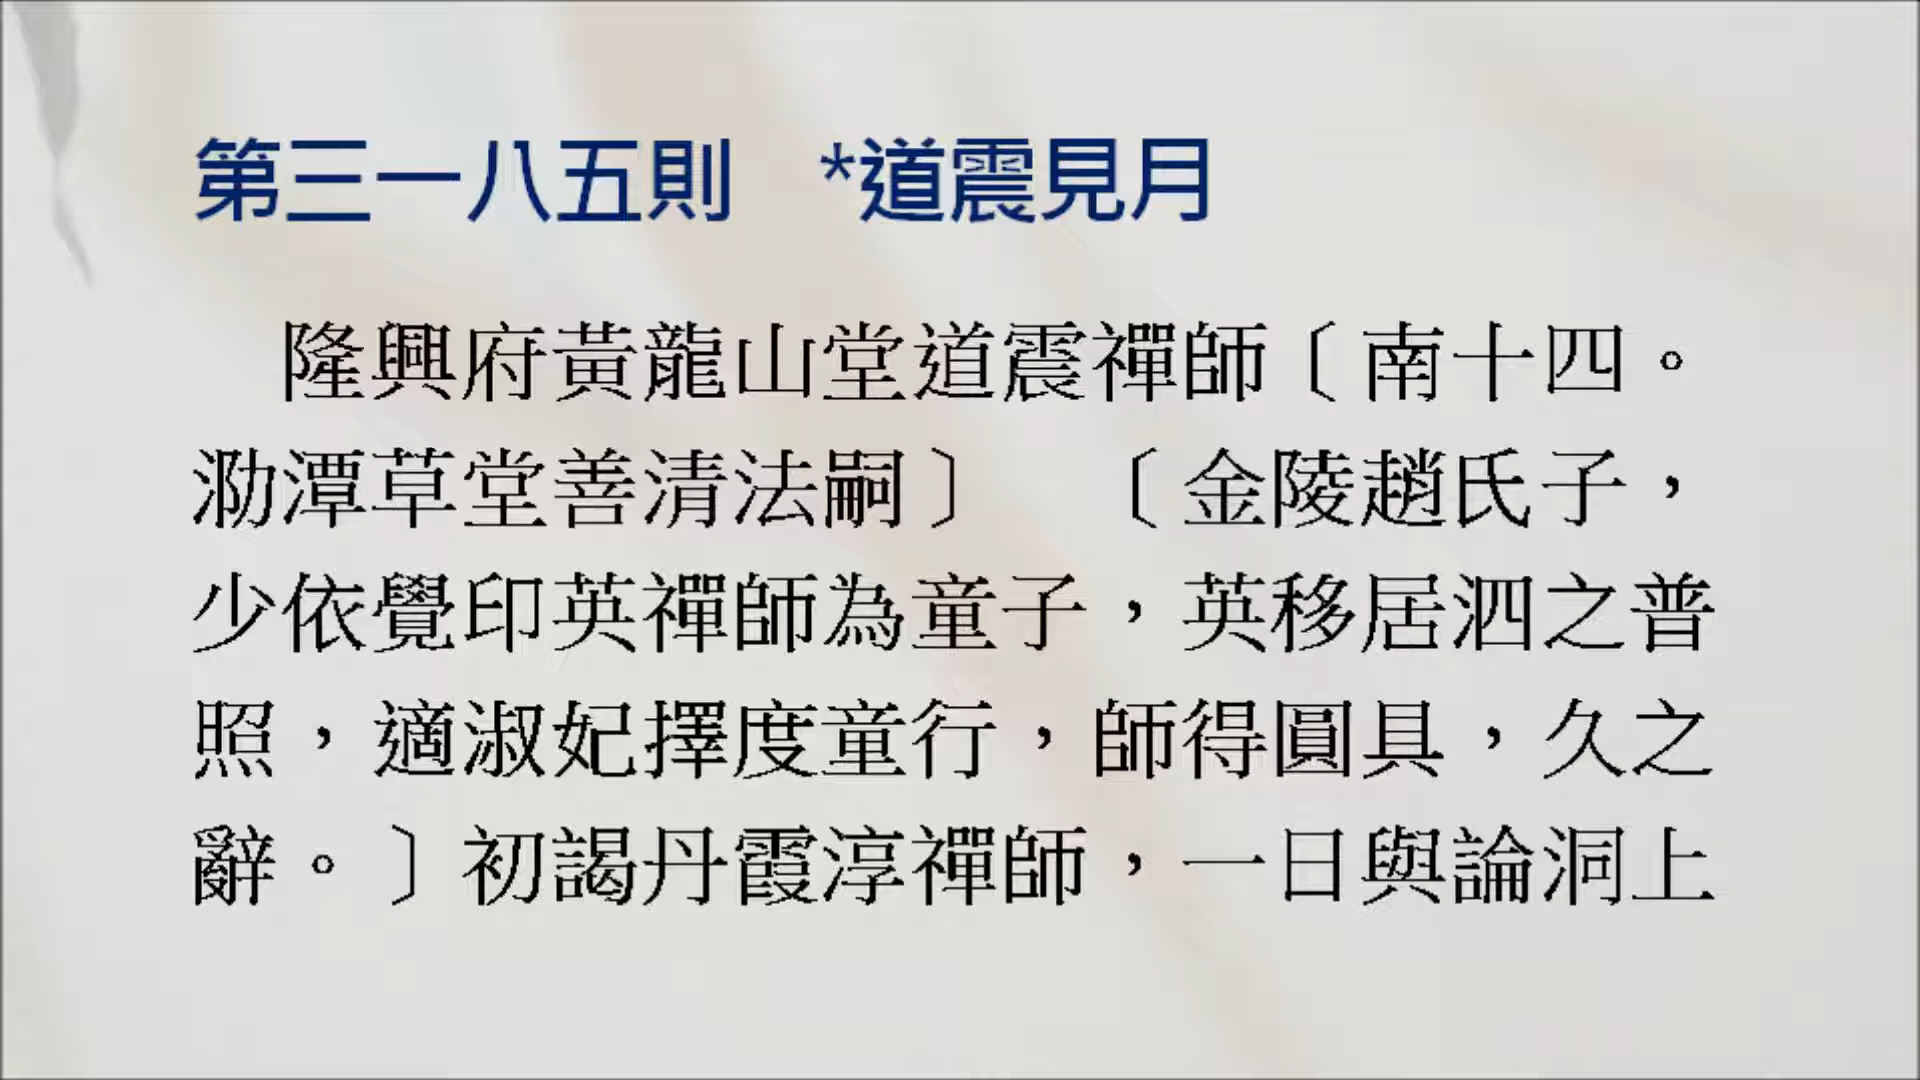 第三一八五則　*道震見月
隆興府黃龍山堂道震禪師〔南十四。
泐潭草堂善清法嗣〕　〔金陵趙氏子，
少依覺印英禪師為童子，英移居泗之普
照，適淑妃擇度童行，師得圓具，久之
辭。〕初謁丹霞淳禪師，一日與論洞上